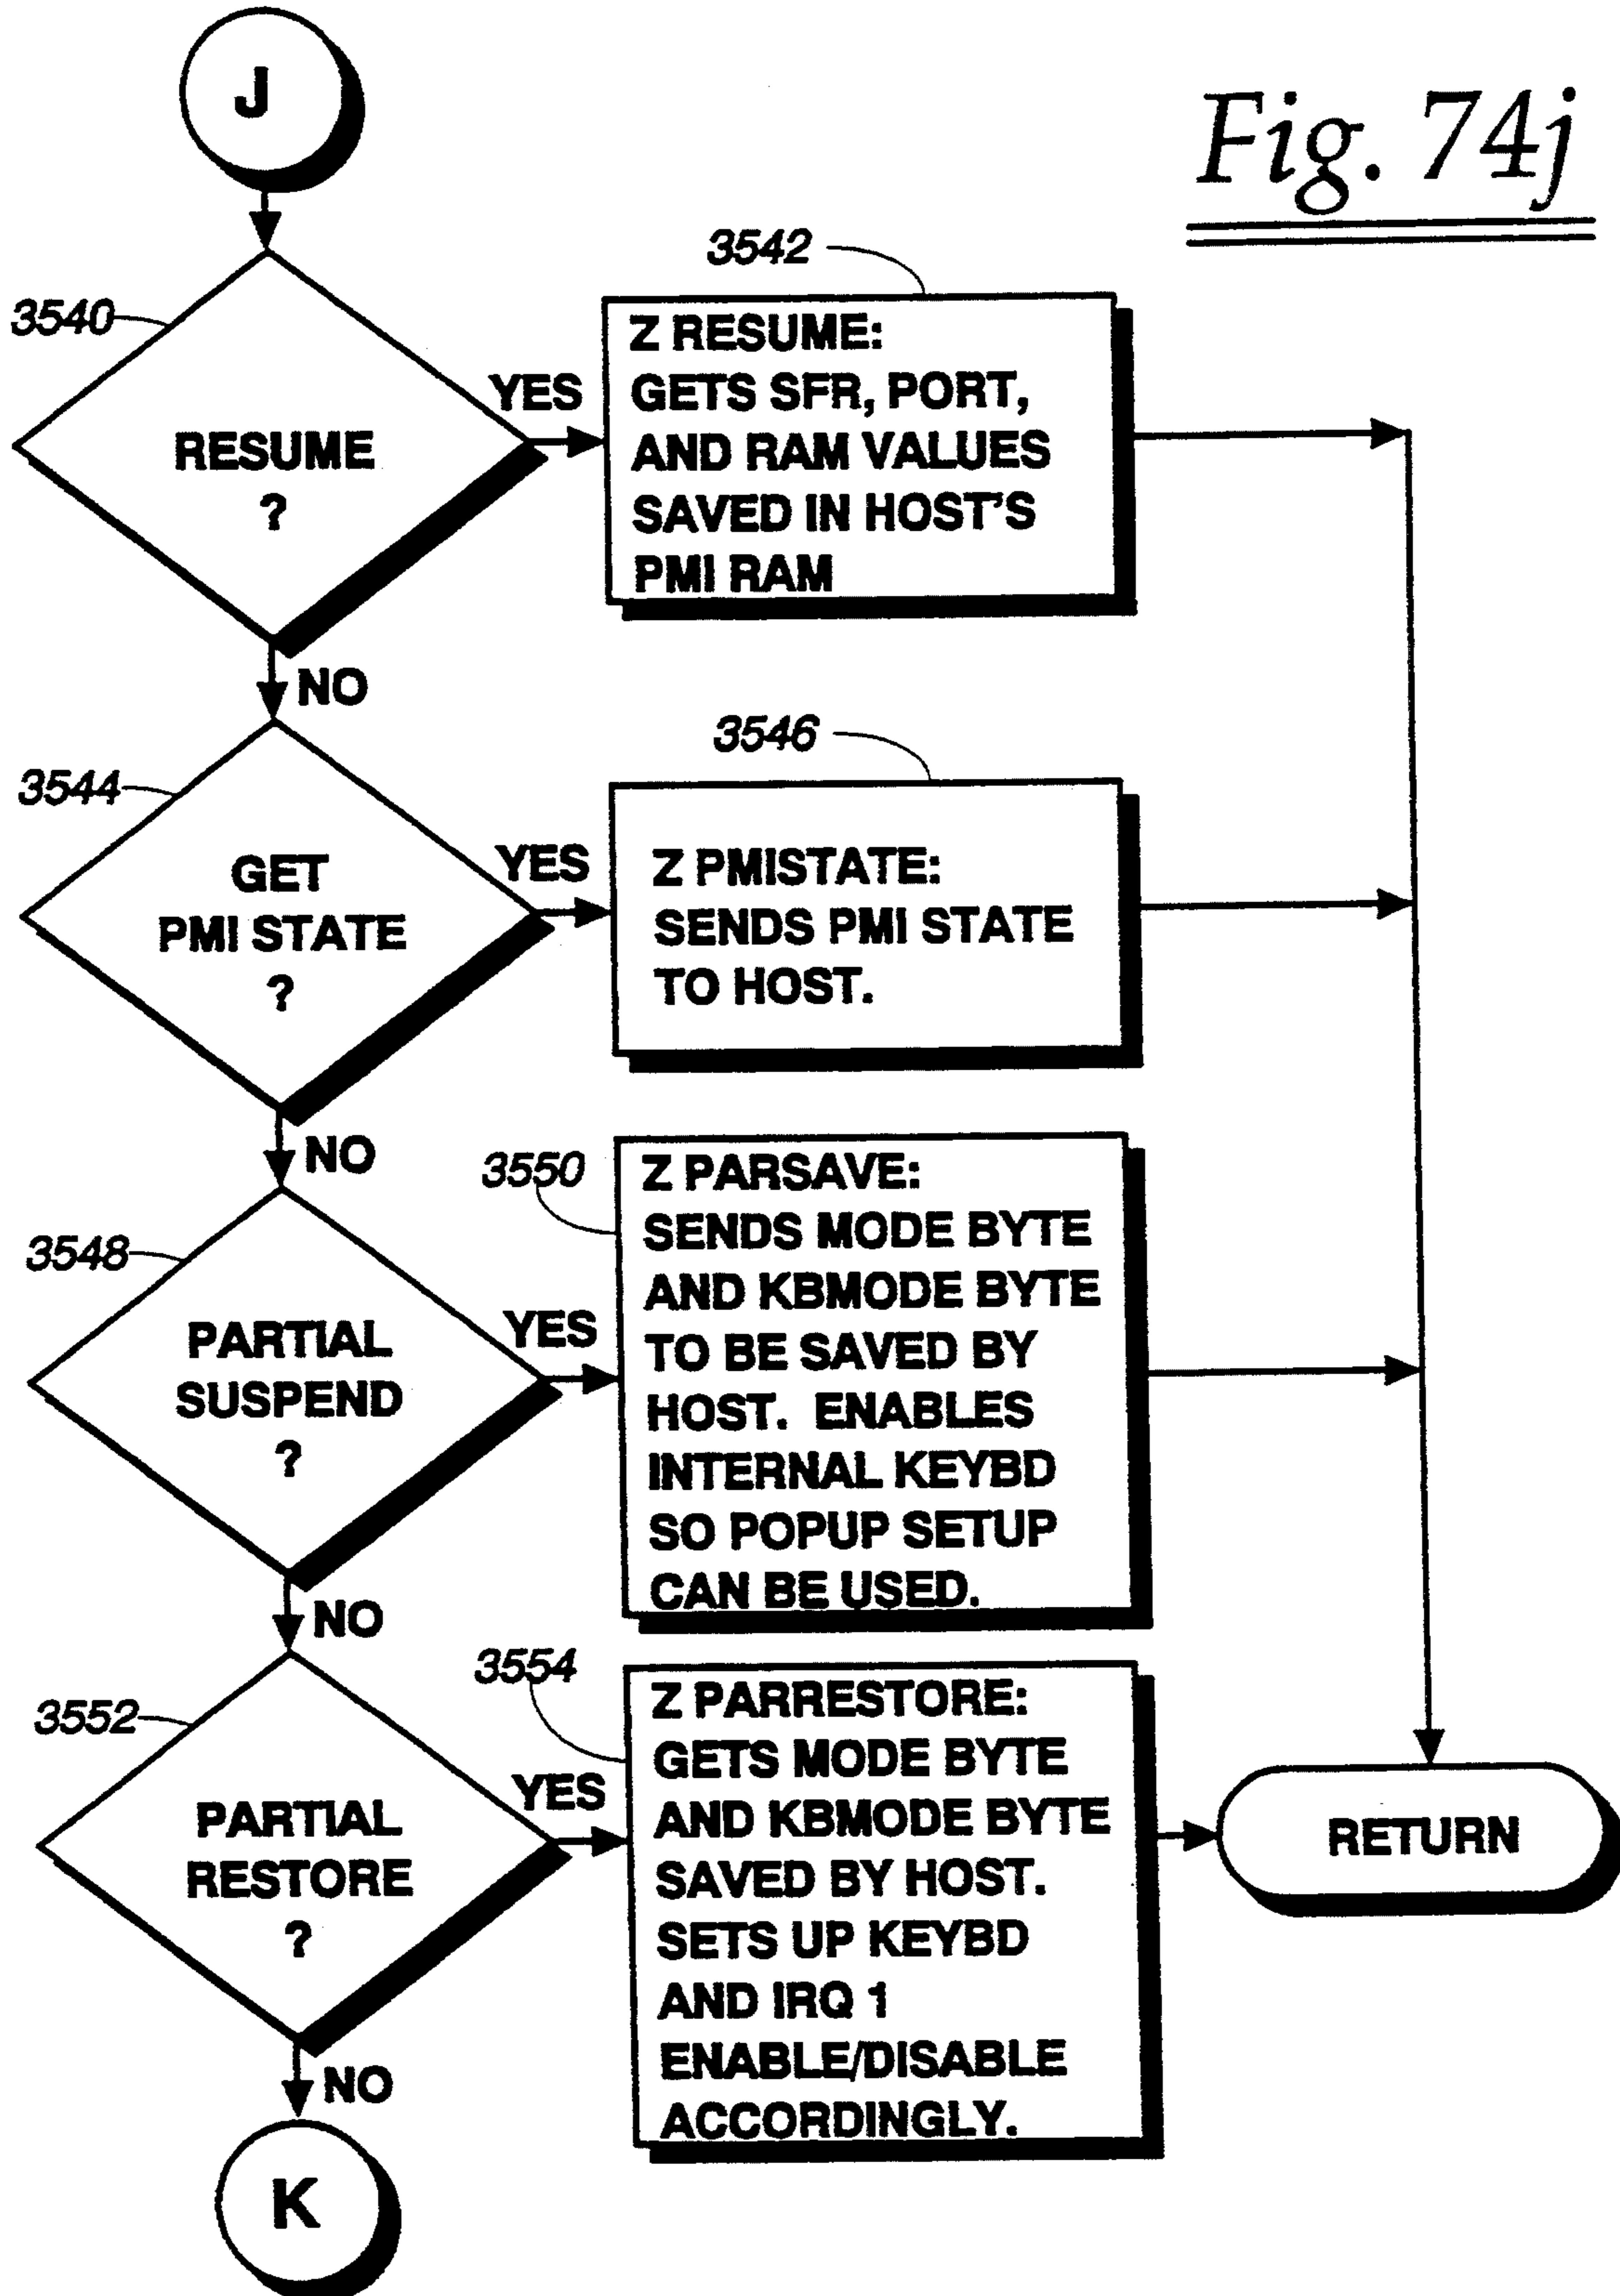 J
Fig. 74j
3540
RESUME
?
YES
NO
3542
Z RESUME:
GETS SFR, PORT,
AND RAM VALUES
SAVED IN HOST'S
PMI RAM
3544
GET
PMI STATE
?
YES
NO
3546
Z PMISTATE:
SENDS PMI STATE
TO HOST.
3548
PARTIAL
SUSPEND
?
YES
NO
3550
Z PARSAVE:
SENDS MODE BYTE
AND KBMODE BYTE
TO BE SAVED BY
HOST. ENABLES
INTERNAL KEYBD
SO POPUP SETUP
CAN BE USED.
3552
PARTIAL
RESTORE
?
YES
NO
3554
Z PARRESTORE:
GETS MODE BYTE
AND KBMODE BYTE
SAVED BY HOST.
SETS UP KEYBD
AND IRQ 1
ENABLE/DISABLE
ACCORDINGLY.
RETURN
K